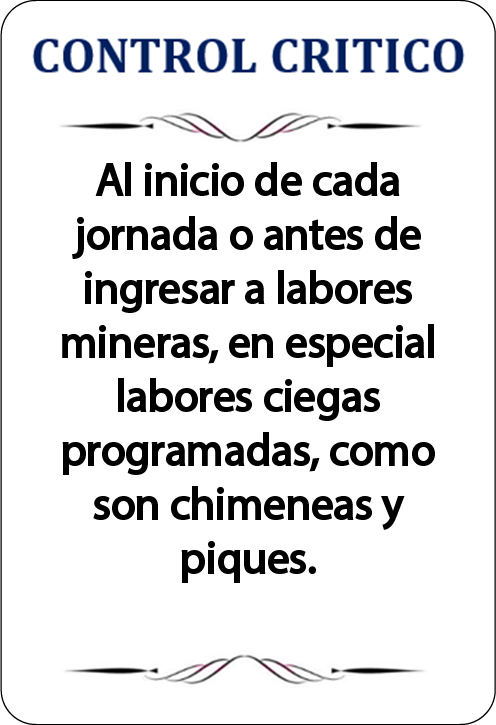 CONTROL CRITICO
Al inicio de cada
jornada o antes de
ingresar a labores
mineras, en especial
labores ciegas
programadas, como
son chimeneas y
piques.